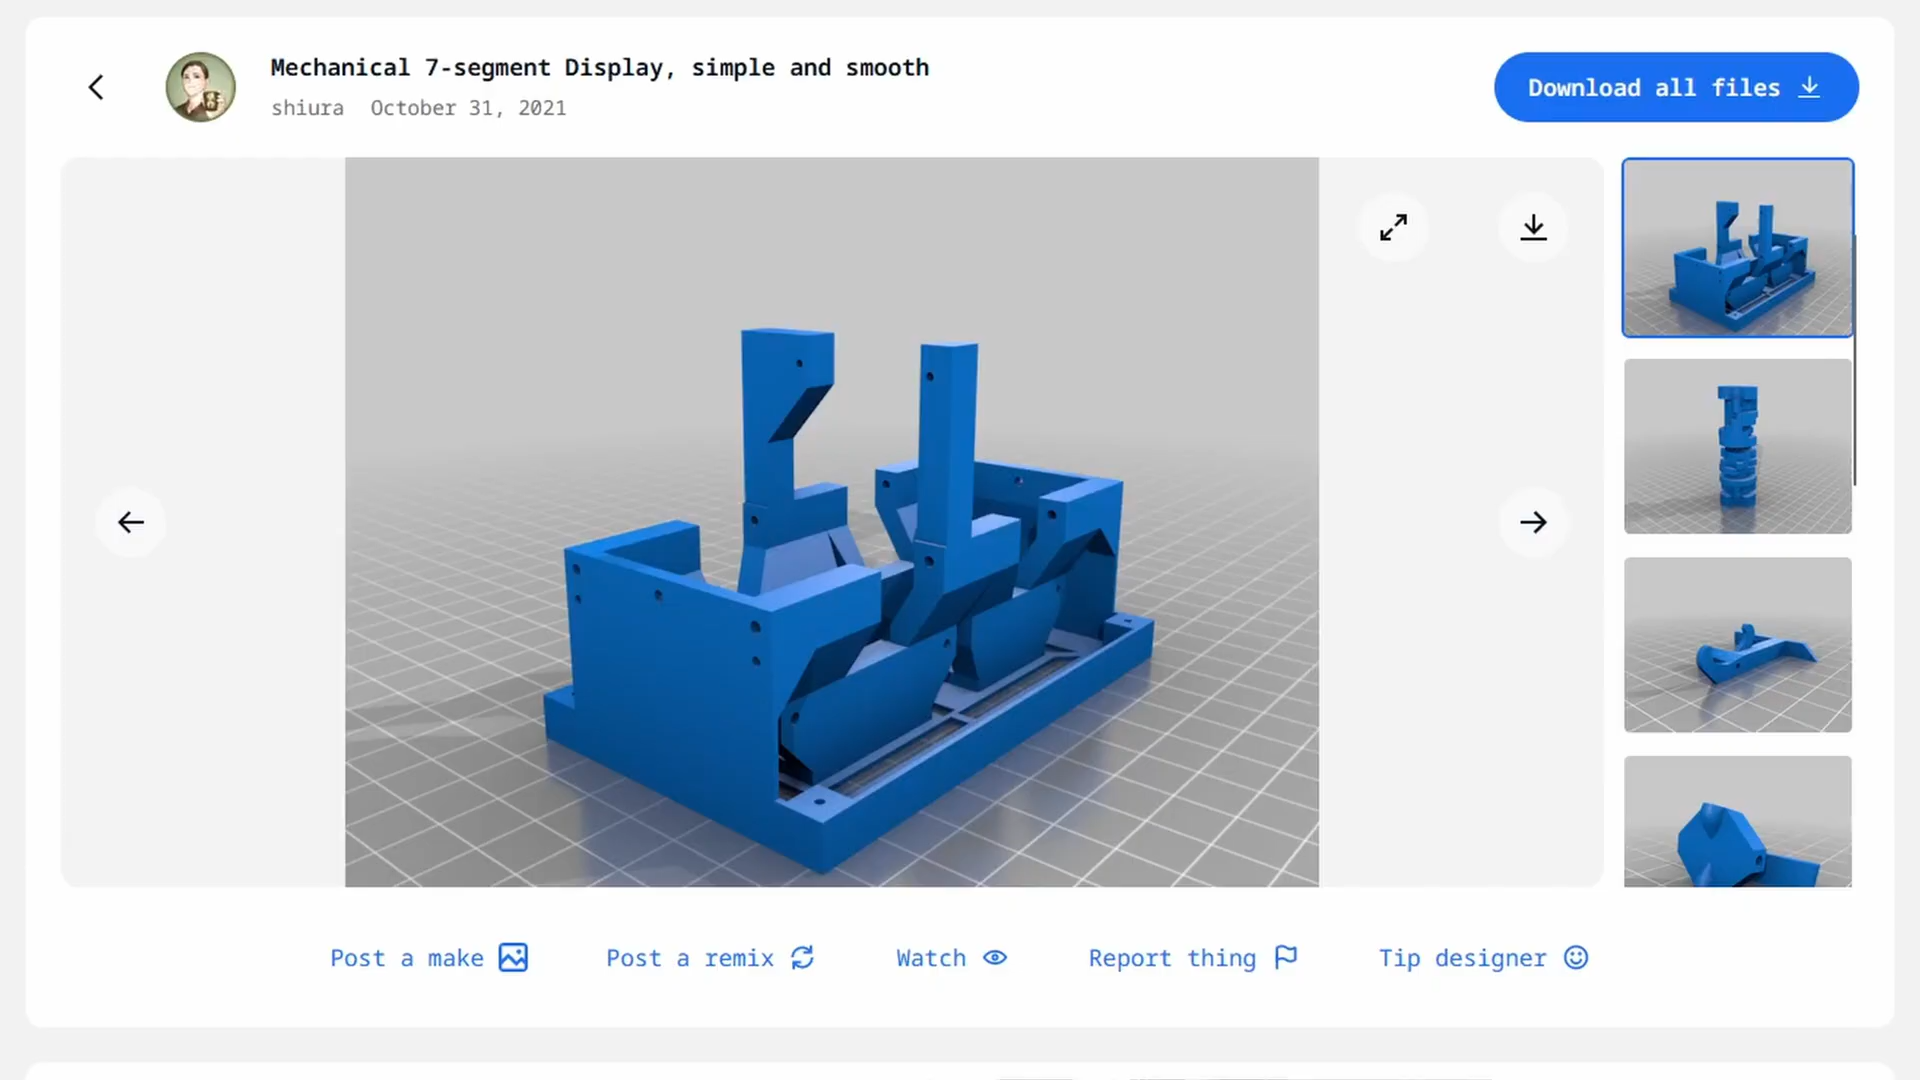 Mechanical 7-segment Display, simple and smooth
shiura October 31, 2021
Download all files
Post a make
Post a remix
Watch
Report thing
Tip designer